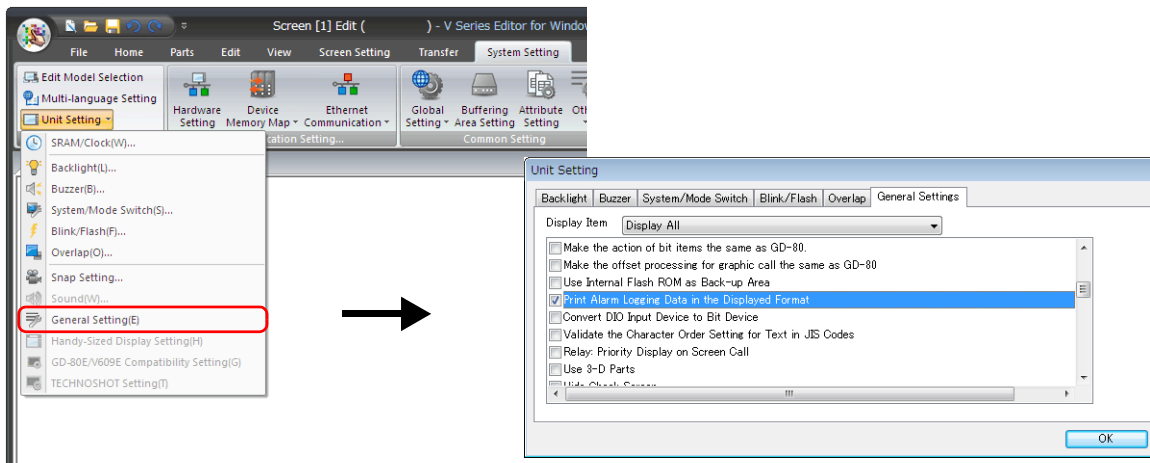 Screen [1] Edit ( ) - V Series Editor for Window
File Home Parts Edit View Screen Setting Transfer System Setting
Edit Model Selection
Multi-language Setting
Unit Setting
Hardware Setting
Device Memory Map
Ethernet Communication
Global Setting
Buffering Area Setting
Attribute Setting
Oth
ication Setting...
Common Setting
SRAM/Clock(W)...
Backlight(L)...
Buzzer(B)...
System/Mode Switch(S)...
Blink/Flash(F)...
Overlap(O)...
Snap Setting...
Sound(W)...
General Setting(E)
Handy-Sized Display Setting(H)
GD-80E/V609E Compatibility Setting(G)
TECHNOSHOT Setting(T)
Unit Setting
Backlight Buzzer System/Mode Switch Blink/Flash Overlap General Settings
Display Item Display All
Make the action of bit items the same as GD-80.
Make the offset processing for graphic call the same as GD-80
Use Internal Flash ROM as Back-up Area
Print Alarm Logging Data in the Displayed Format
Convert DIO Input Device to Bit Device
Validate the Character Order Setting for Text in JIS Codes
Relay: Priority Display on Screen Call
Use 3-D Parts
OK